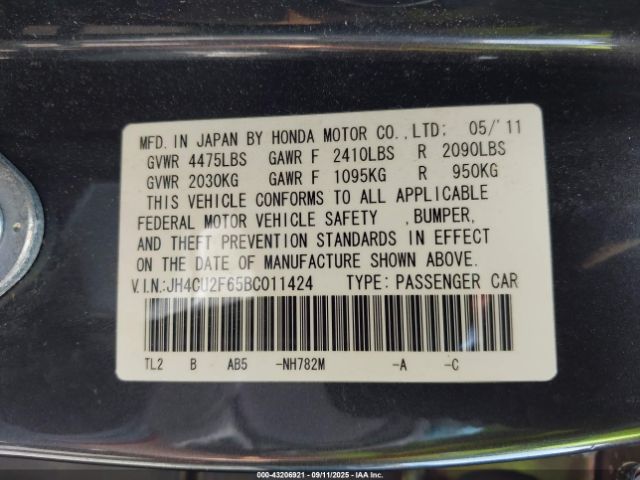 MFD. IN JAPAN BY HONDA MOTOR CO.,LTD: 05/'11
GVWR 4475LBS GAWR F 2410LBS R 2090LBS
GVWR 2030KG GAWR F 1095KG R 950KG
THIS VEHICLE CONFORMS TO ALL APPLICABLE
FEDERAL MOTOR VEHICLE SAFETY ,BUMPER,
AND THEFT PREVENTION STANDARDS IN EFFECT
ON THE DATE OF MANUFACTURE SHOWN ABOVE.
V.I.N:JH4CU2F65BC011424 TYPE: PASSENGER CAR
TL2 B AB5 -NH782M -A -C
000-43206921 - 09/11/2025 - IAA Inc.